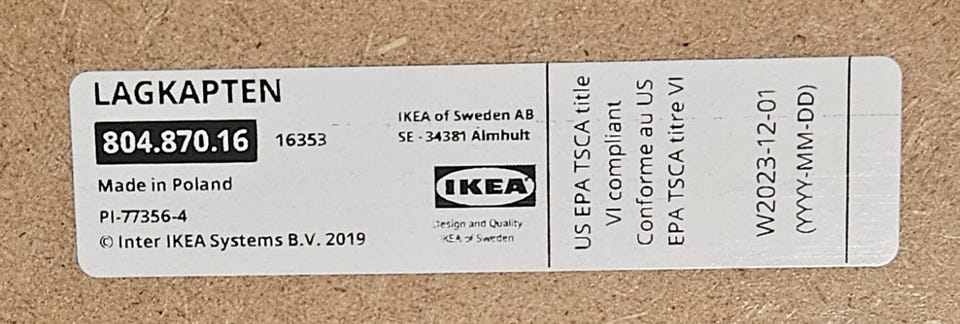 LAGKAPTEN
804.870.16 16353
Made in Poland
PI-77356-4
© Inter IKEA Systems B.V. 2019
IKEA of Sweden AB
SE - 34381 Älmhult
IKEA
Design and Quality
IKEA of Sweden
US EPA TSCA title
VI compliant
Conforme au US
EPA TSCA titre VI
W2023-12-01
(YYYY-MM-DD)